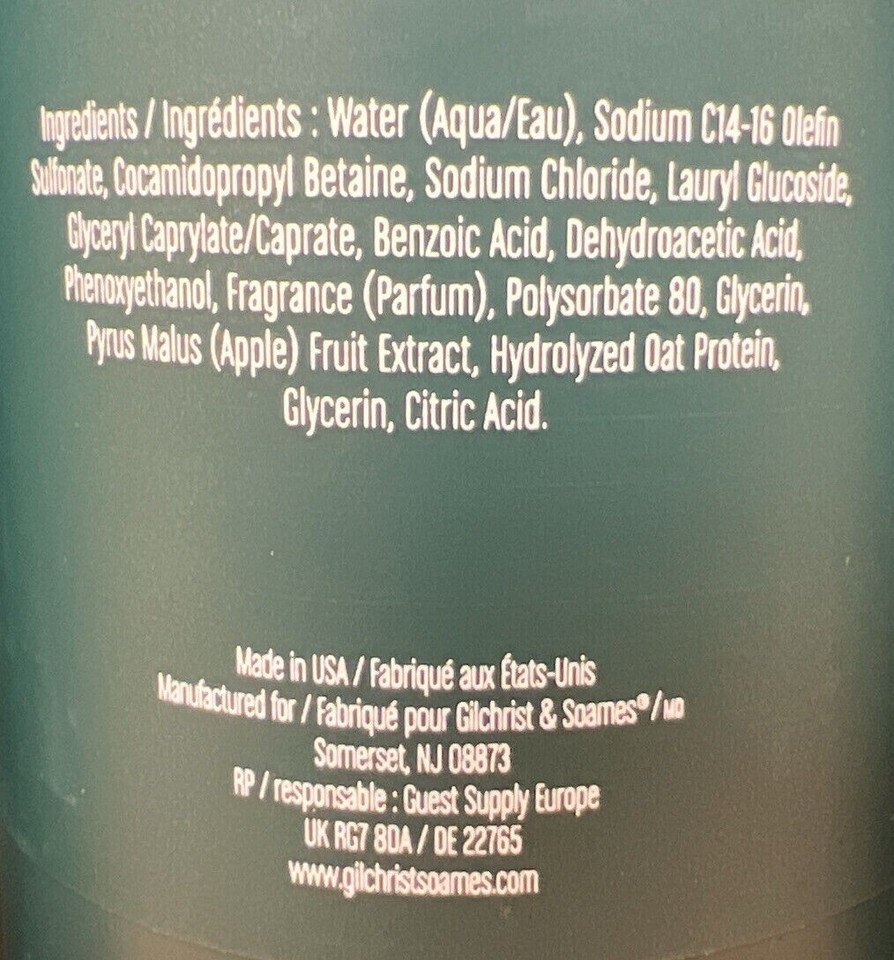 Ingredients / Ingrédients : Water (Aqua/Eau), Sodium C14-16 Olefin
Sulfonate, Cocamidopropyl Betaine, Sodium Chloride, Lauryl Glucoside,
Glyceryl Caprylate/Caprate, Benzoic Acid, Dehydroacetic Acid,
Phenoxyethanol, Fragrance (Parfum), Polysorbate 80, Glycerin,
Pyrus Malus (Apple) Fruit Extract, Hydrolyzed Oat Protein,
Glycerin, Citric Acid.
Made in USA / Fabriqué aux États-Unis
Manufactured for / Fabriqué pour Gilchrist & Soames®/MD
Somerset, NJ 08873
RP / responsable : Guest Supply Europe
UK RG7 8DA / DE 22765
www.gilchristsoames.com